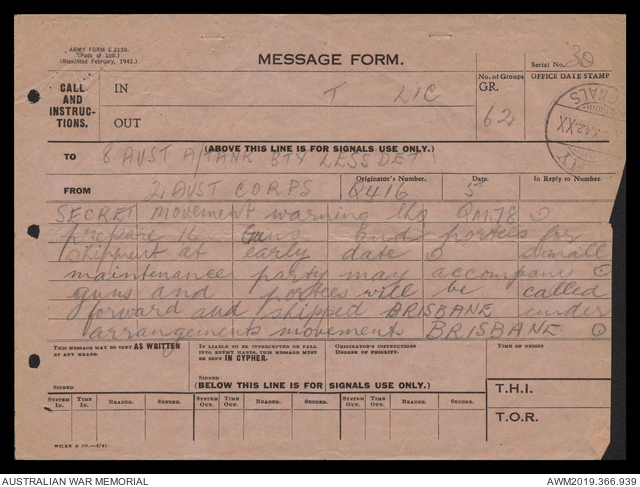 ARMY FORM C.2130.
(Pads of 100.)
(Reprinted February, 1941.)
MESSAGE FORM.
Serial No. 30
CALL AND INSTRUC-TIONS.
IN T LIC
No. of Groups GR. 62
OFFICE DATE STAMP
OUT
(ABOVE THIS LINE IS FOR SIGNALS USE ONLY.)
TO 8 AUST A/TANK BTY LESS DET
FROM 2 AUST CORPS
Originator's Number. Q416
Date. 5
In Reply to Number.
SECRET movement warning QM78
prepare 16 Guns and portees for
shipment at early date small
maintenance party may accompany
guns and portees will be called
forward and shipped BRISBANE under
arrangements movements BRISBANE
THIS MESSAGE MAY BE SENT AS WRITTEN BY ANY MEANS.
IF LIABLE TO BE INTERCEPTED OR FALL INTO ENEMY HANDS, THIS MESSAGE MUST BE SENT IN CYPHER.
ORIGINATOR'S INSTRUCTIONS DEGREE OF PRIORITY.
TIME OF ORIGIN
SIGNED
SIGNED
(BELOW THIS LINE IS FOR SIGNALS USE ONLY.)
T.H.I.
SYSTEM IN. TIME IN. READER. SENDER. SYSTEM OUT. TIME OUT. READER. SENDER. SYSTEM OUT. TIME OUT. READER. SENDER.
T.O.R.
WILKE & CO.—2/41.
AUSTRALIAN WAR MEMORIAL
AWM2019.366.939